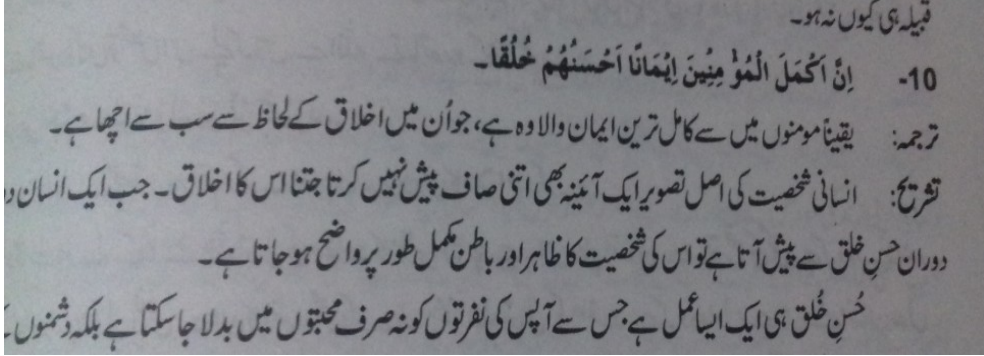 قبیلہ ہی کیوں نہ ہو۔
10- اِنَّ اَکْمَلَ الْمُؤْ مِنِینَ اِیْمَانًا اَحْسَنُهُمْ خُلُقًا۔
ترجمہ: یقیناً مومنوں میں سے کامل ترین ایمان والا وہ ہے، جو اُن میں اخلاق کے لحاظ سے سب سے اچھا ہے۔
تشریح: انسانی شخصیت کی اصل تصویر ایک آئینہ بھی اتنی صاف پیش نہیں کرتا جتنا اس کا اخلاق۔ جب ایک انسان
دوران حسنِ خلق سے پیش آتا ہے تو اس کی شخصیت کا ظاہر اور باطن مکمل طور پر واضح ہو جاتا ہے۔
حُسنِ خُلق ہی ایک ایسا عمل ہے جس سے آپس کی نفرتوں کو نہ صرف محبتوں میں بدلا جا سکتا ہے بلکہ دشمنوں